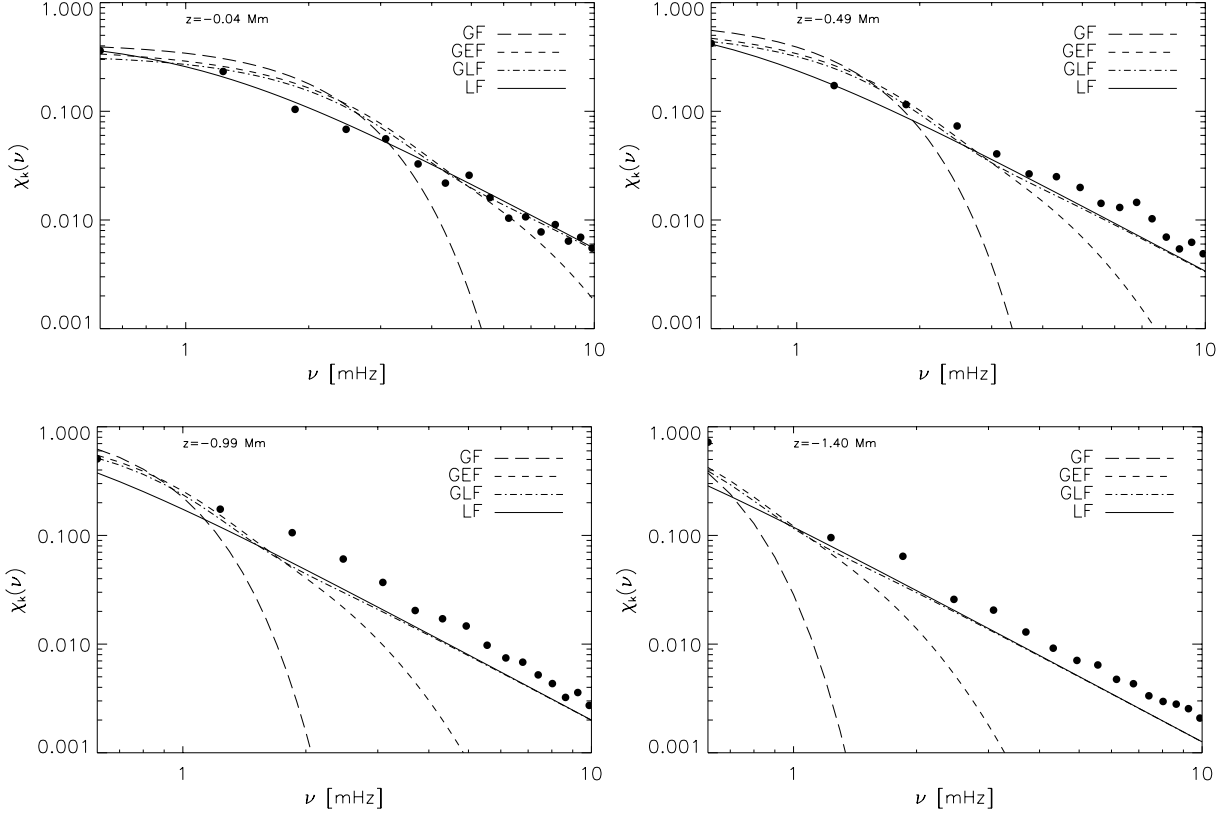 z=−0.04 Mm
GF
GEF
GLF
LF
1.000
0.100
0.010
0.001
χk(ν)
1
10
ν [mHz]
z=−0.49 Mm
GF
GEF
GLF
LF
1.000
0.100
0.010
0.001
χk(ν)
1
10
ν [mHz]
z=−0.99 Mm
GF
GEF
GLF
LF
1.000
0.100
0.010
0.001
χk(ν)
1
10
ν [mHz]
z=−1.40 Mm
GF
GEF
GLF
LF
1.000
0.100
0.010
0.001
χk(ν)
1
10
ν [mHz]